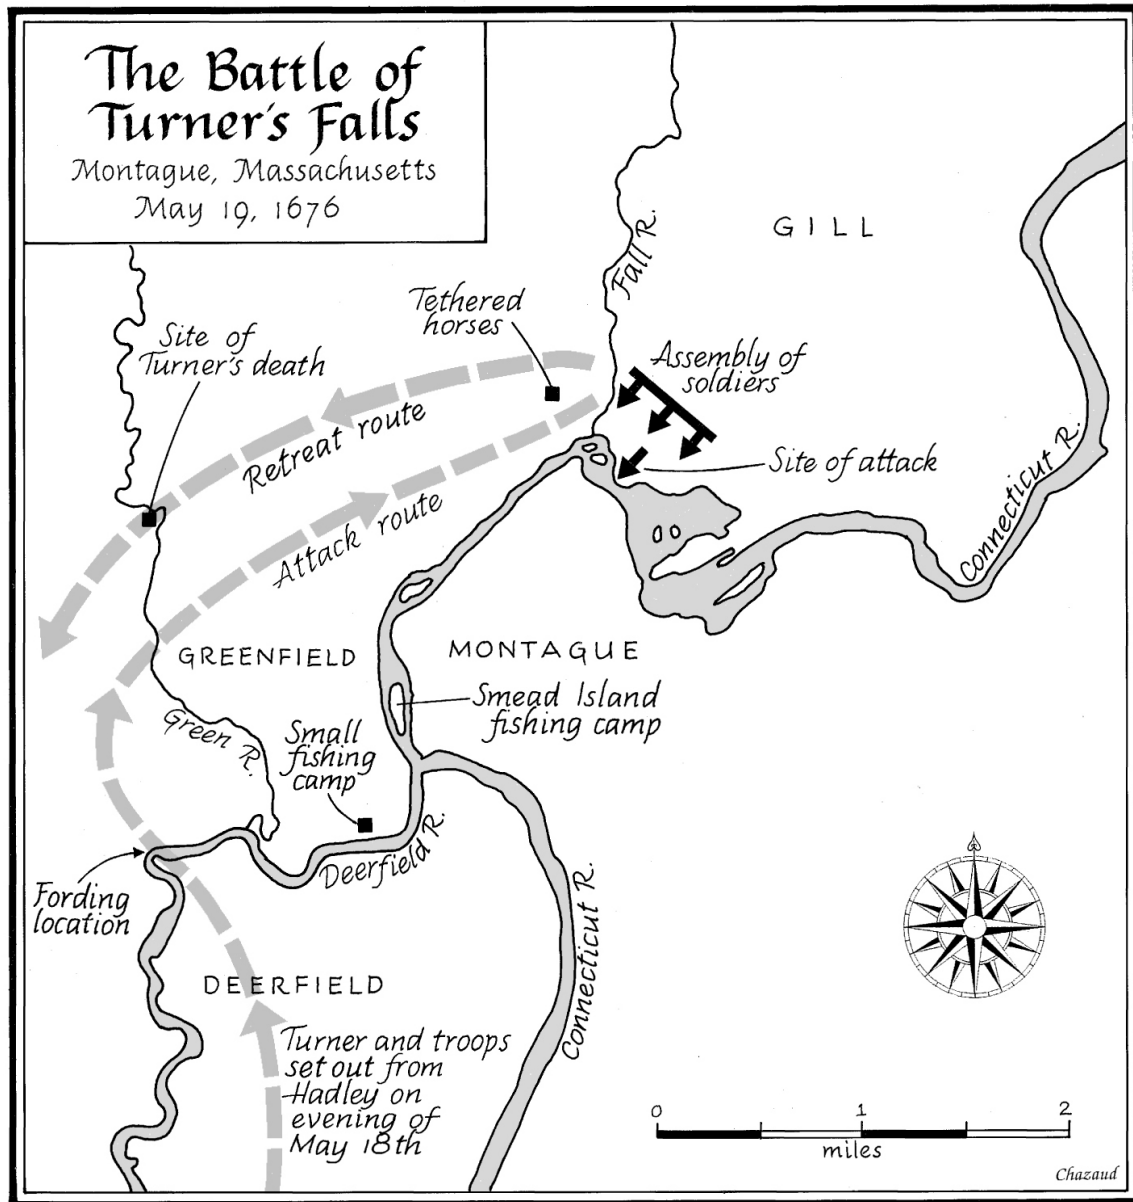 The Battle of
Turner's Falls
Montague, Massachusetts
May 19, 1676
GILL
Fall R.
Tethered
horses
Site of
Turner's death
Assembly of
soldiers
Retreat route
Site of attack
Connecticut R.
Attack route
GREENFIELD
MONTAGUE
Smead Island
fishing camp
Green R.
Small
fishing
camp
Deerfield R.
Fording
location
Connecticut R.
DEERFIELD
Turner and troops
set out from
Hadley on
evening of
May 18th
0 1 2
miles
Chazaud